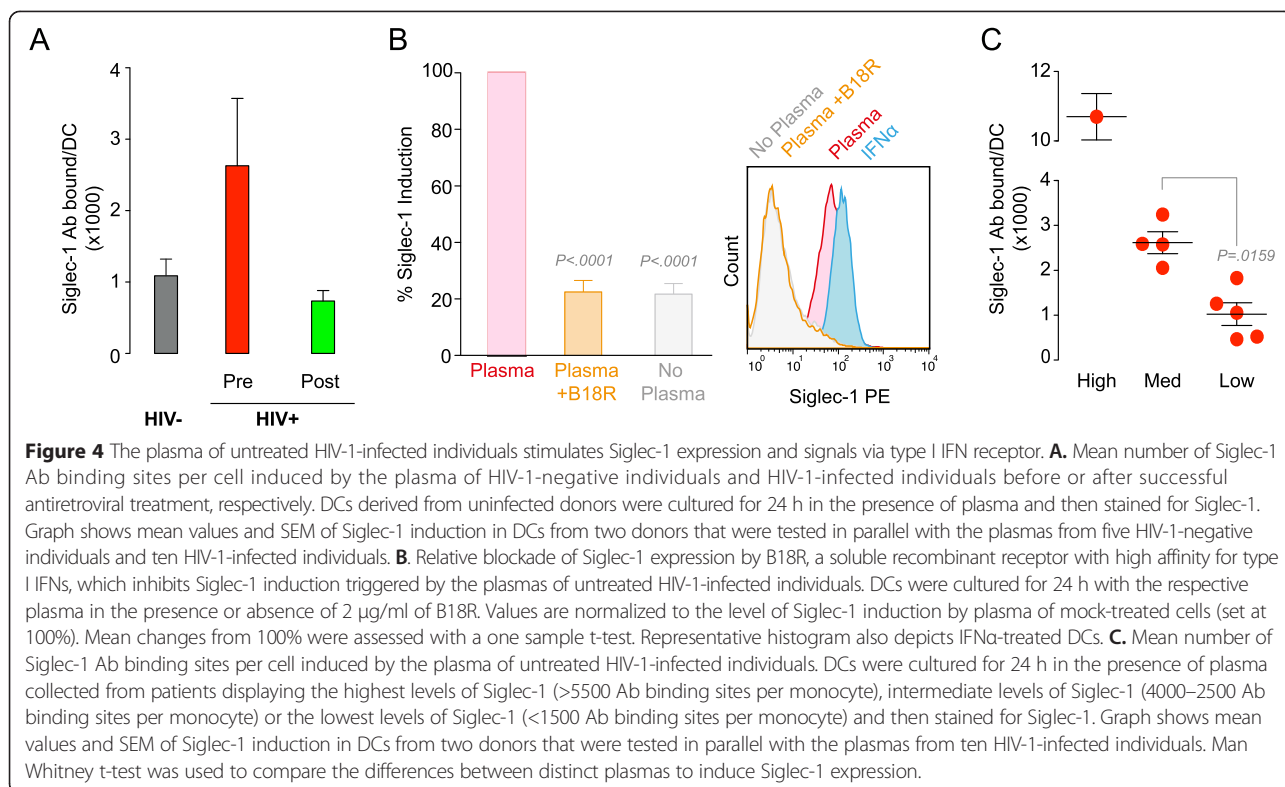 A
Siglec-1 Ab bound/DC
(x1000)
4
3
2
1
0
Pre
Post
HIV-
HIV+
B
% Siglec-1 Induction
100
80
60
40
20
0
P<.0001
P<.0001
Plasma
Plasma
+B18R
No
Plasma
No Plasma
Plasma +B18R
Plasma
IFNα
Count
10^0
10^1
10^2
10^3
10^4
Siglec-1 PE
C
Siglec-1 Ab bound/DC
(x1000)
12
10
4
3
2
1
0
P=.0159
High
Med
Low
Figure 4 The plasma of untreated HIV-1-infected individuals stimulates Siglec-1 expression and signals via type I IFN receptor. A. Mean number of Siglec-1
Ab binding sites per cell induced by the plasma of HIV-1-negative individuals and HIV-1-infected individuals before or after successful
antiretroviral treatment, respectively. DCs derived from uninfected donors were cultured for 24 h in the presence of plasma and then stained for Siglec-1.
Graph shows mean values and SEM of Siglec-1 induction in DCs from two donors that were tested in parallel with the plasmas from five HIV-1-negative
individuals and ten HIV-1-infected individuals. B. Relative blockade of Siglec-1 expression by B18R, a soluble recombinant receptor with high affinity for type
I IFNs, which inhibits Siglec-1 induction triggered by the plasmas of untreated HIV-1-infected individuals. DCs were cultured for 24 h with the respective
plasma in the presence or absence of 2 μg/ml of B18R. Values are normalized to the level of Siglec-1 induction by plasma of mock-treated cells (set at
100%). Mean changes from 100% were assessed with a one sample t-test. Representative histogram also depicts IFNα-treated DCs. C. Mean number of
Siglec-1 Ab binding sites per cell induced by the plasma of untreated HIV-1-infected individuals. DCs were cultured for 24 h in the presence of plasma
collected from patients displaying the highest levels of Siglec-1 (>5500 Ab binding sites per monocyte), intermediate levels of Siglec-1 (4000–2500 Ab
binding sites per monocyte) or the lowest levels of Siglec-1 (<1500 Ab binding sites per monocyte) and then stained for Siglec-1. Graph shows mean
values and SEM of Siglec-1 induction in DCs from two donors that were tested in parallel with the plasmas from ten HIV-1-infected individuals. Man
Whitney t-test was used to compare the differences between distinct plasmas to induce Siglec-1 expression.